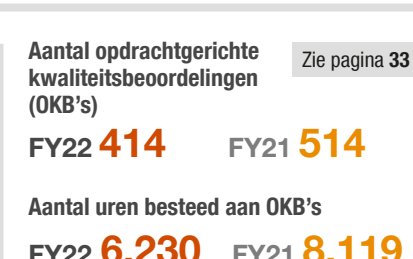 Aantal opdrachtgerichte
kwaliteitsbeoordelingen
(OKB's)
Zie pagina 33
FY22 414 FY21 514
Aantal uren besteed aan OKB's
FY22 6.230 FY21 8.119